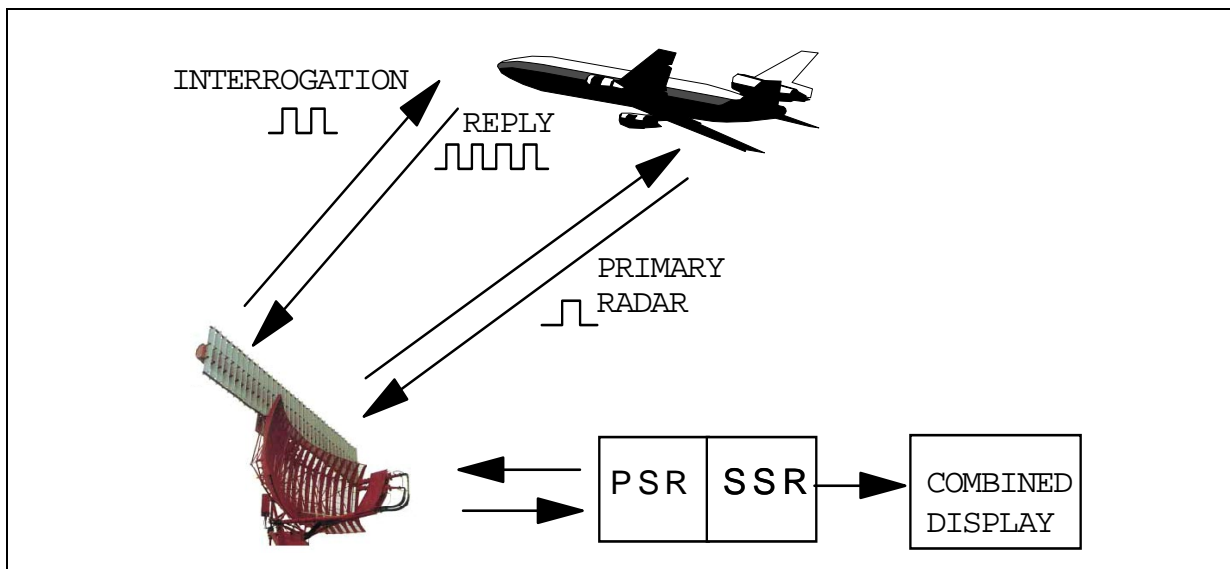 INTERROGATION
REPLY
PRIMARY
RADAR
PSR
SSR
COMBINED
DISPLAY